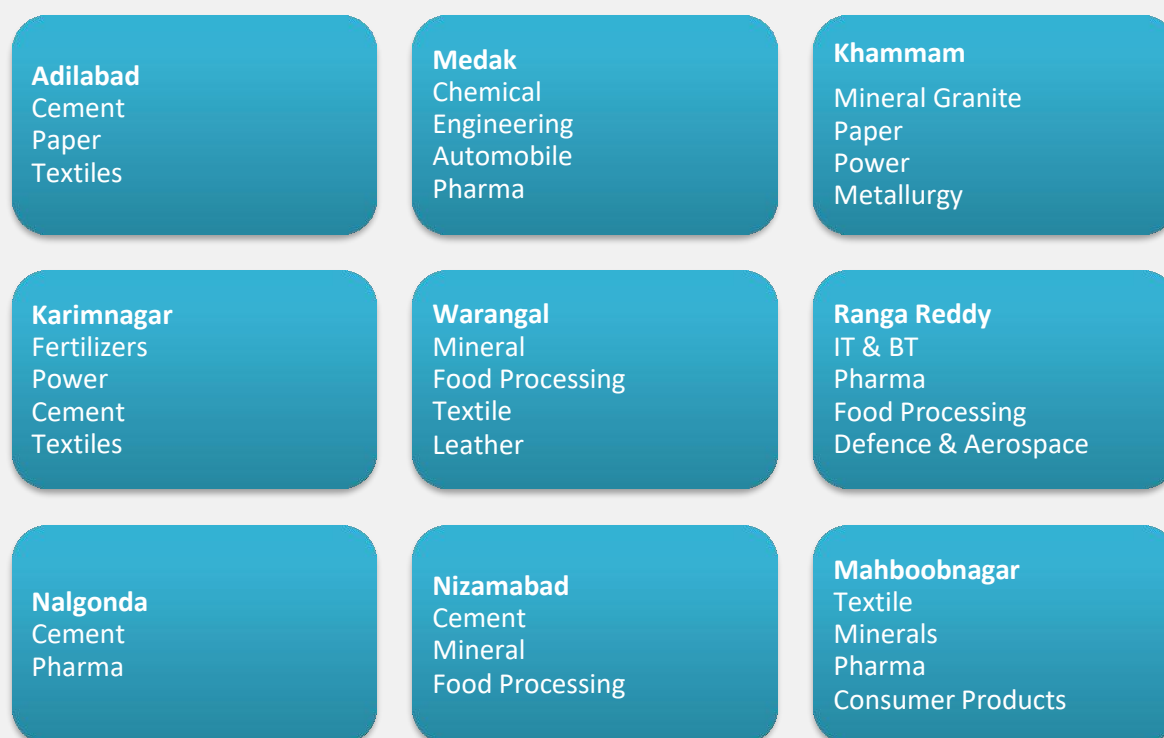 Adilabad
Cement
Paper
Textiles
Medak
Chemical
Engineering
Automobile
Pharma
Khammam
Mineral Granite
Paper
Power
Metallurgy
Karimnagar
Fertilizers
Power
Cement
Textiles
Warangal
Mineral
Food Processing
Textile
Leather
Ranga Reddy
IT & BT
Pharma
Food Processing
Defence & Aerospace
Nalgonda
Cement
Pharma
Nizamabad
Cement
Mineral
Food Processing
Mahboobnagar
Textile
Minerals
Pharma
Consumer Products